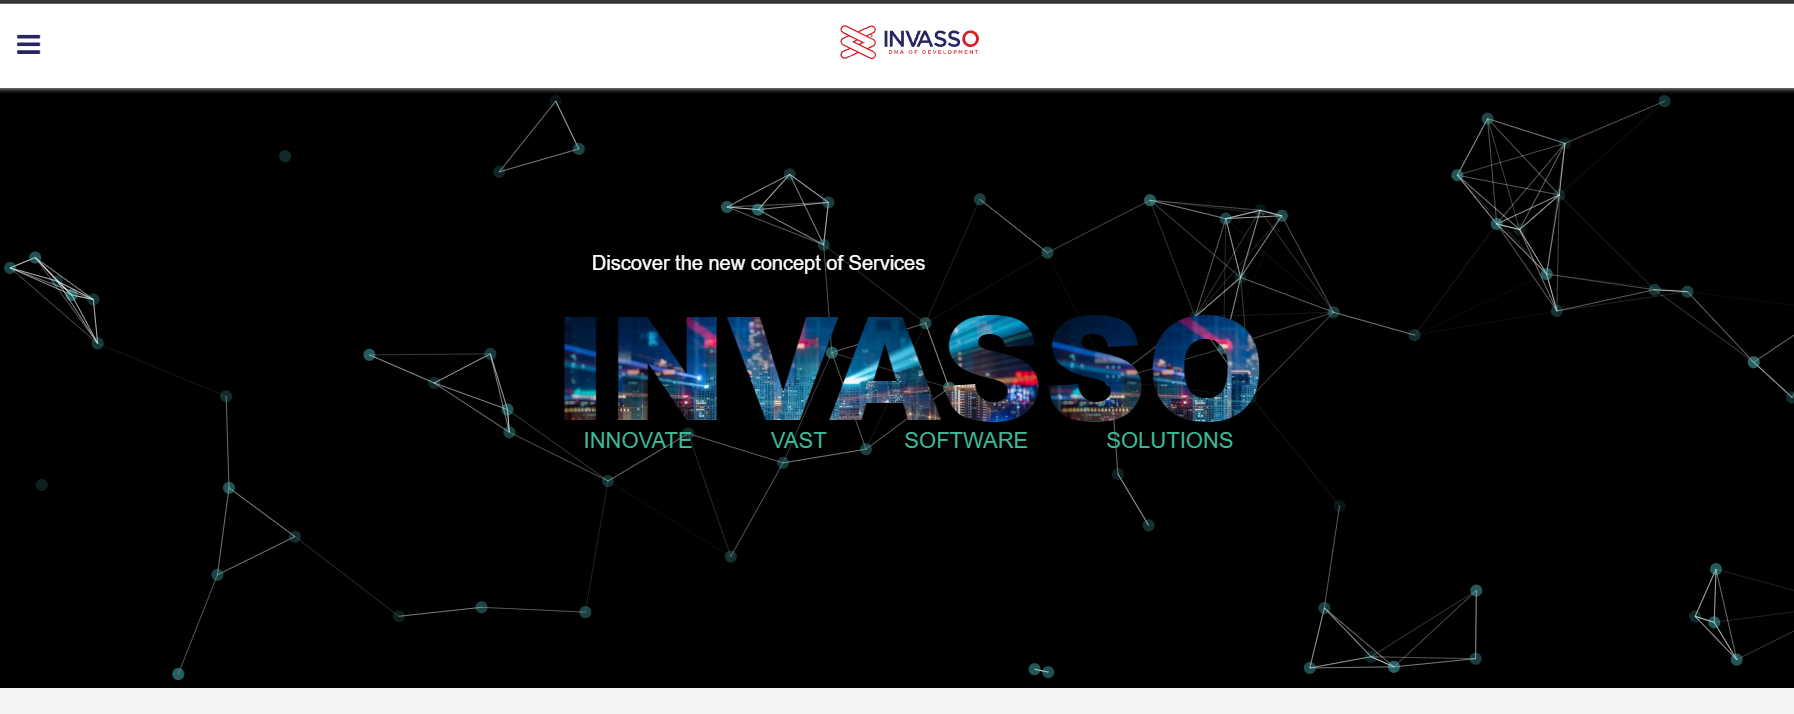 INVASSO
DNA OF DEVELOPMENT
Discover the new concept of Services
INVASSO
INNOVATE VAST SOFTWARE SOLUTIONS